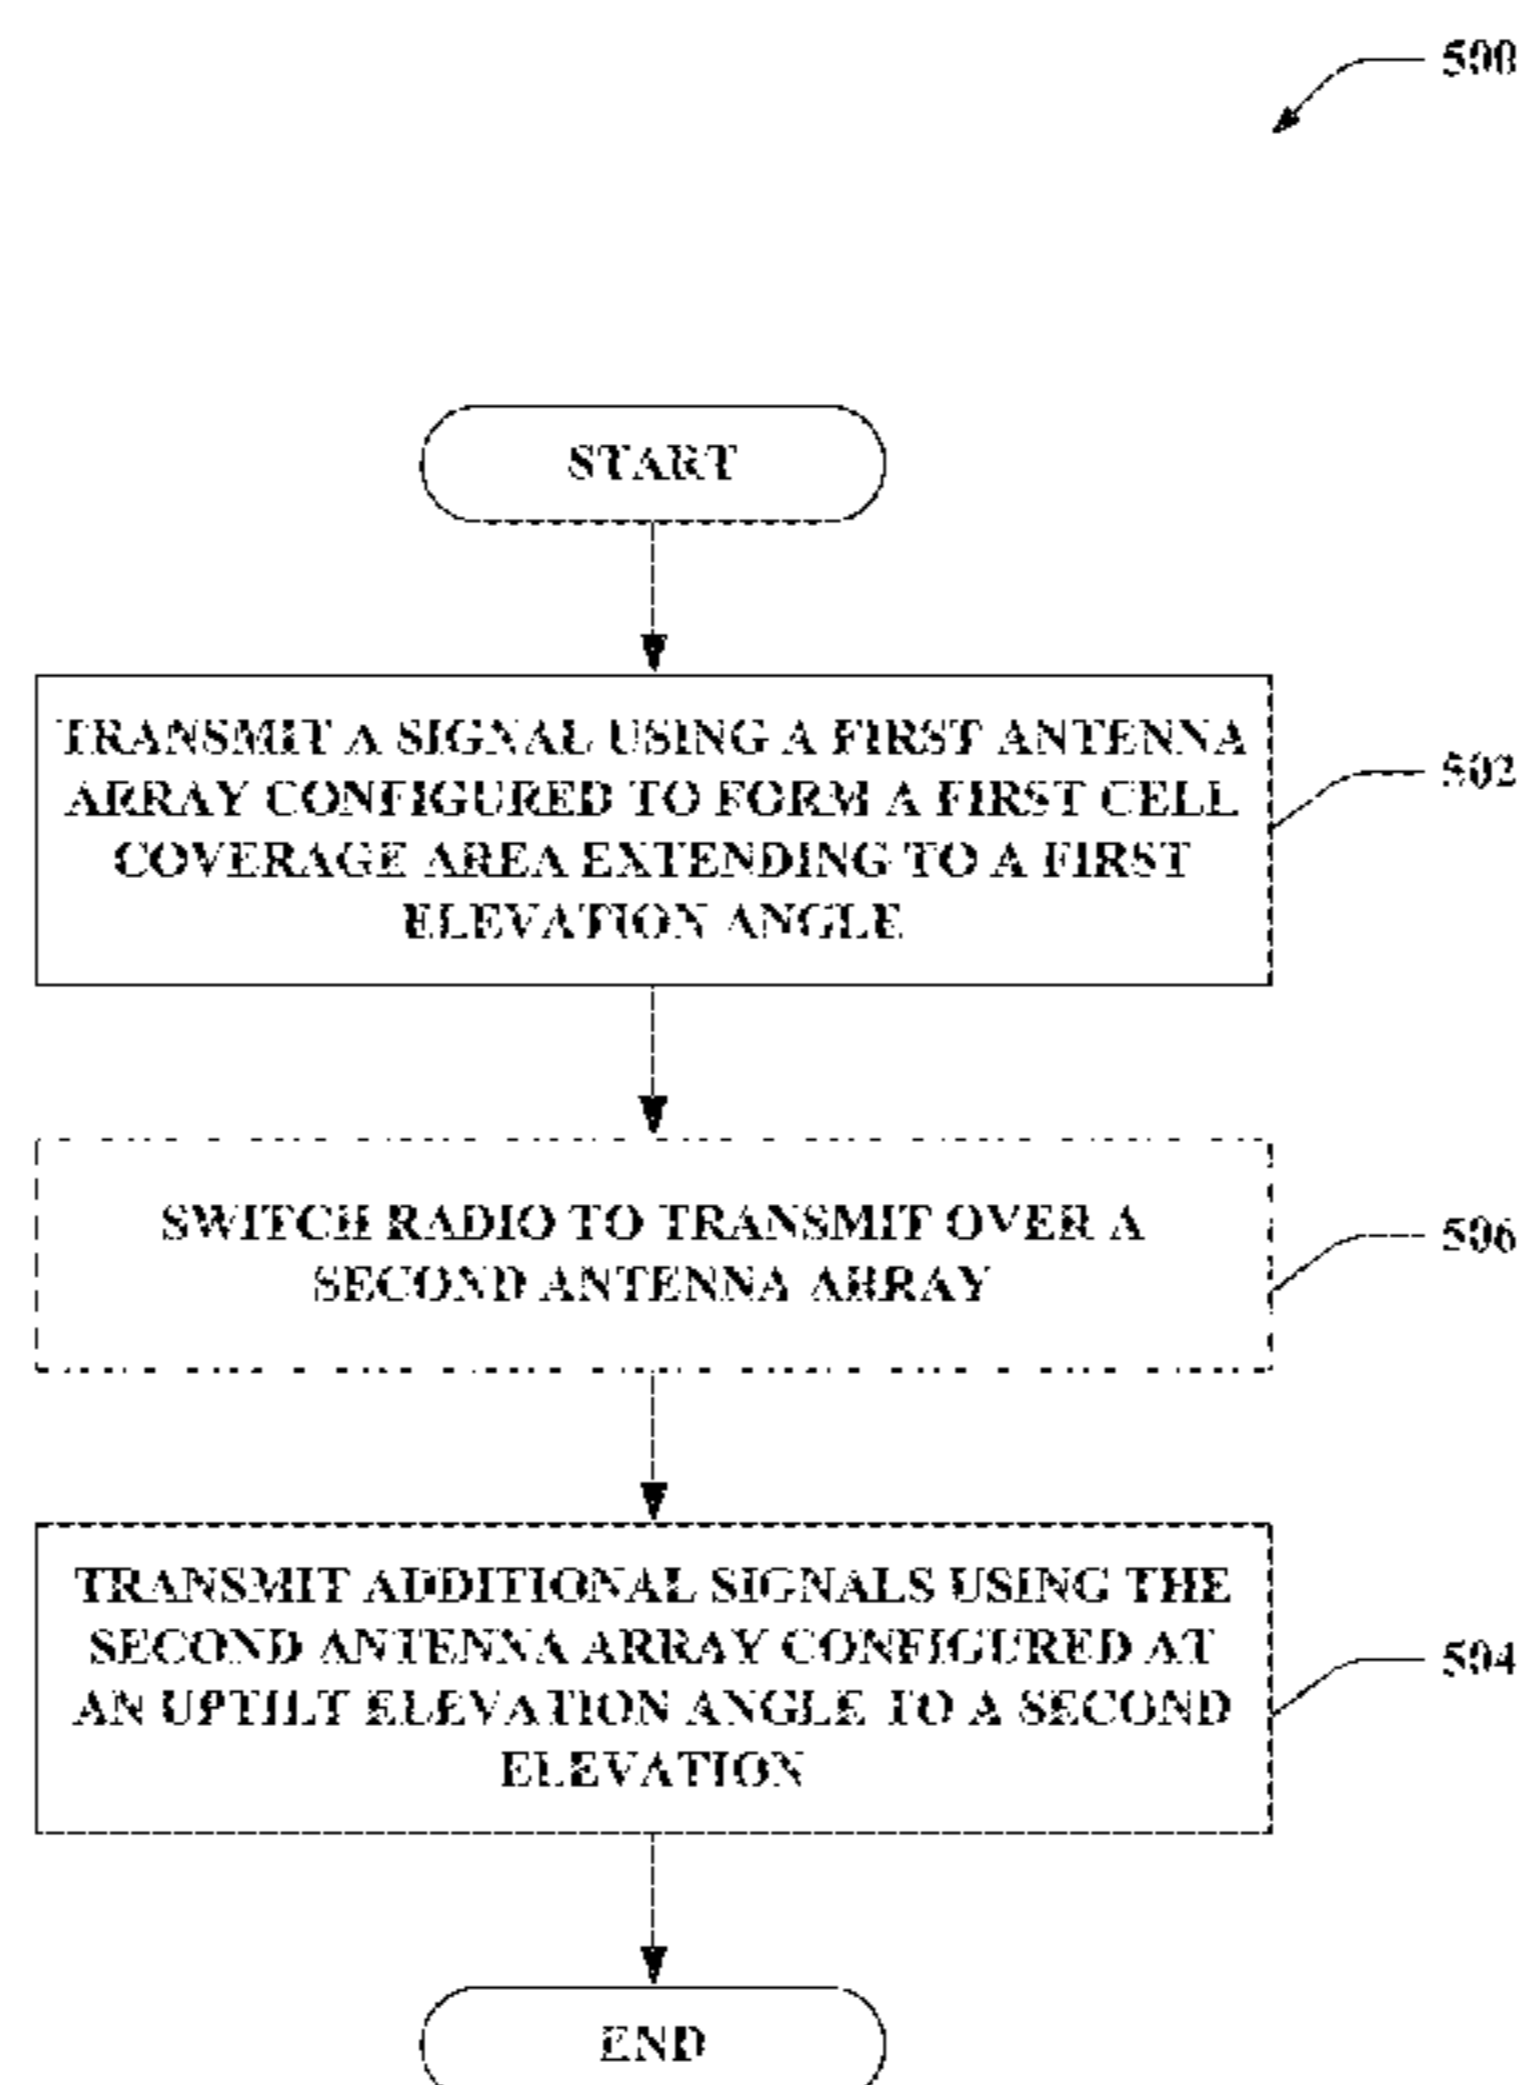 500
START
TRANSMIT A SIGNAL USING A FIRST ANTENNA
ARRAY CONFIGURED TO FORM A FIRST CELL
COVERAGE AREA EXTENDING TO A FIRST
ELEVATION ANGLE
502
SWITCH RADIO TO TRANSMIT OVER A
SECOND ANTENNA ARRAY
506
TRANSMIT ADDITIONAL SIGNALS USING THE
SECOND ANTENNA ARRAY CONFIGURED AT
AN UPTILT ELEVATION ANGLE TO A SECOND
ELEVATION
504
END